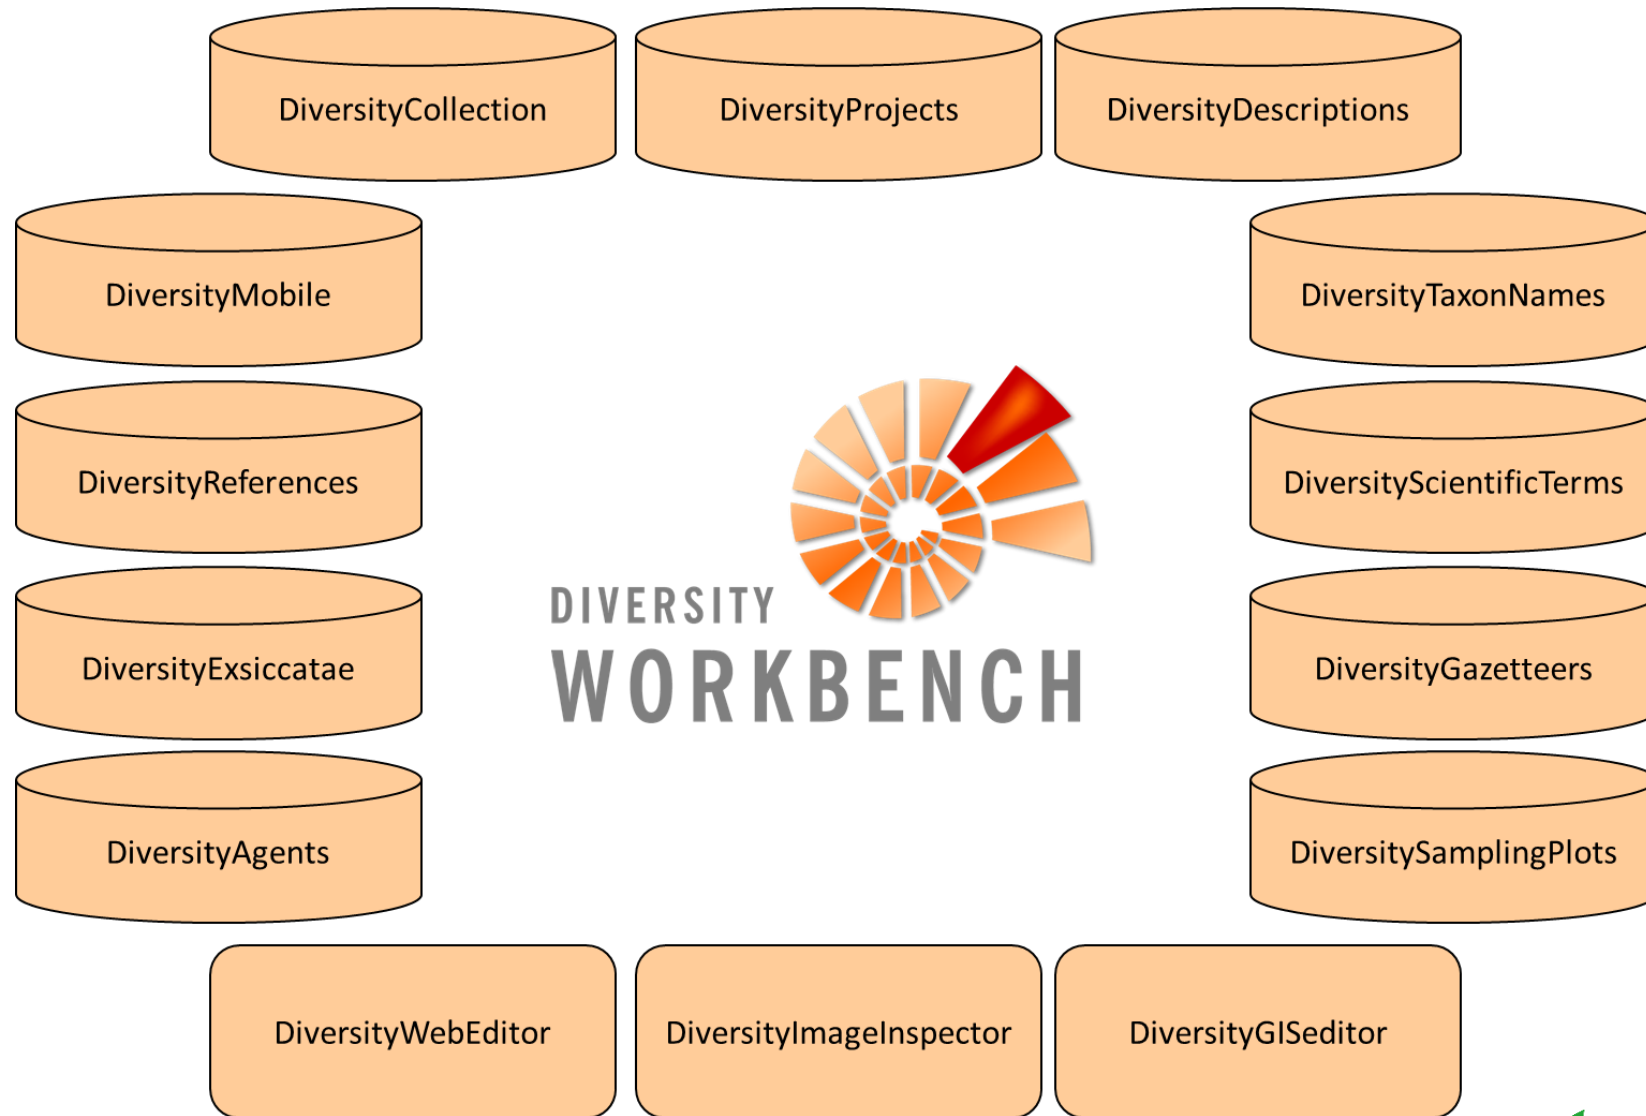 DiversityCollection
DiversityProjects
DiversityDescriptions
DiversityMobile
DiversityTaxonNames
DiversityReferences
DiversityScientificTerms
DIVERSITY
WORKBENCH
DiversityExsiccatae
DiversityGazetteers
DiversityAgents
DiversitySamplingPlots
DiversityWebEditor
DiversityImageInspector
DiversityGISeditor